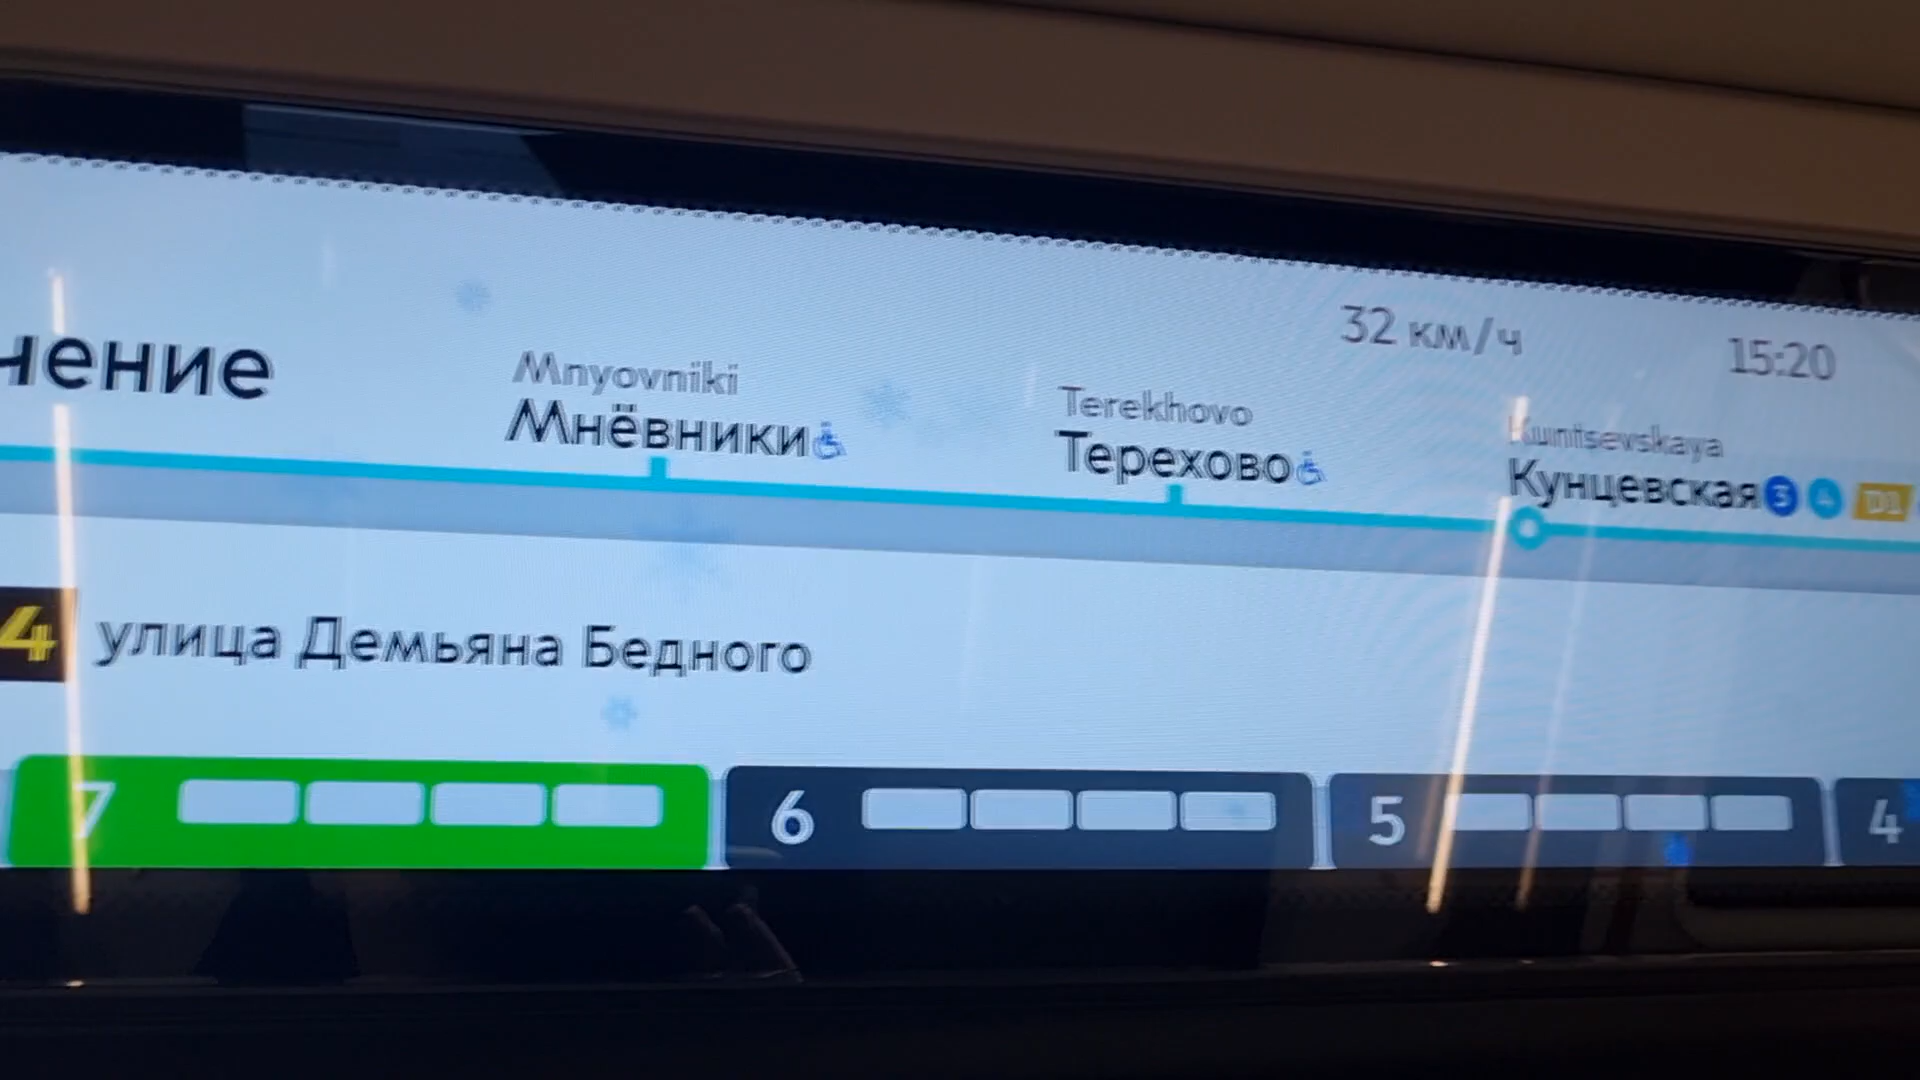 32 км/ч 15:20
чение
Mnyovniki
Мнёвники
Terekhovo
Терехово
Kuntsevskaya
Кунцевская 3 4 D1
4 улица Демьяна Бедного
7 6 5 4